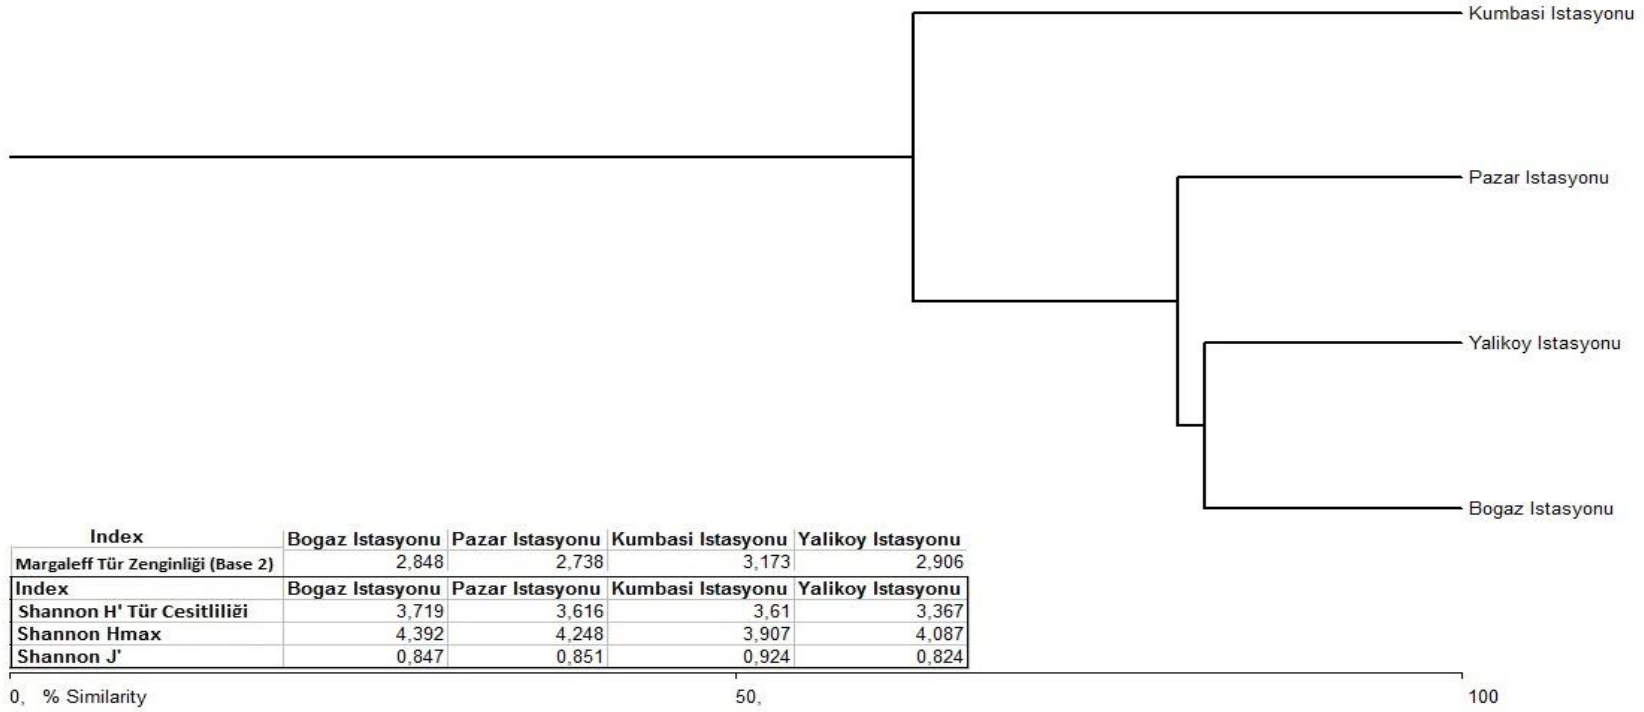 Kumbasi Istasyonu
Pazar Istasyonu
Yalikoy Istasyonu
Bogaz Istasyonu
Index Bogaz Istasyonu Pazar Istasyonu Kumbasi Istasyonu Yalikoy Istasyonu
Margaleff Tür Zenginliği (Base 2) 2,848 2,738 3,173 2,906
Index Bogaz Istasyonu Pazar Istasyonu Kumbasi Istasyonu Yalikoy Istasyonu
Shannon H' Tür Cesitliliği 3,719 3,616 3,61 3,367
Shannon Hmax 4,392 4,248 3,907 4,087
Shannon J' 0,847 0,851 0,924 0,824
0, % Similarity 50, 100